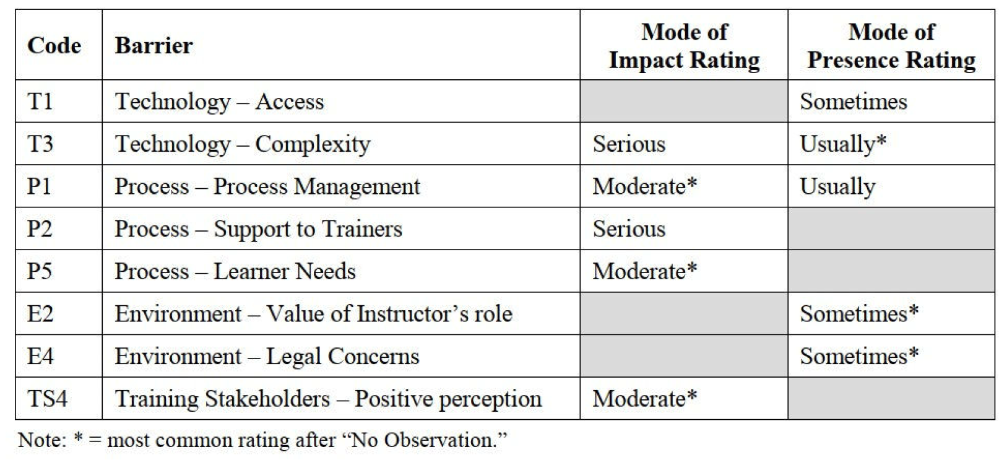 Code Barrier Mode of Impact Rating Mode of Presence Rating
T1 Technology – Access Sometimes
T3 Technology – Complexity Serious Usually*
P1 Process – Process Management Moderate* Usually
P2 Process – Support to Trainers Serious
P5 Process – Learner Needs Moderate*
E2 Environment – Value of Instructor’s role Sometimes*
E4 Environment – Legal Concerns Sometimes*
TS4 Training Stakeholders – Positive perception Moderate*
Note: * = most common rating after “No Observation.”